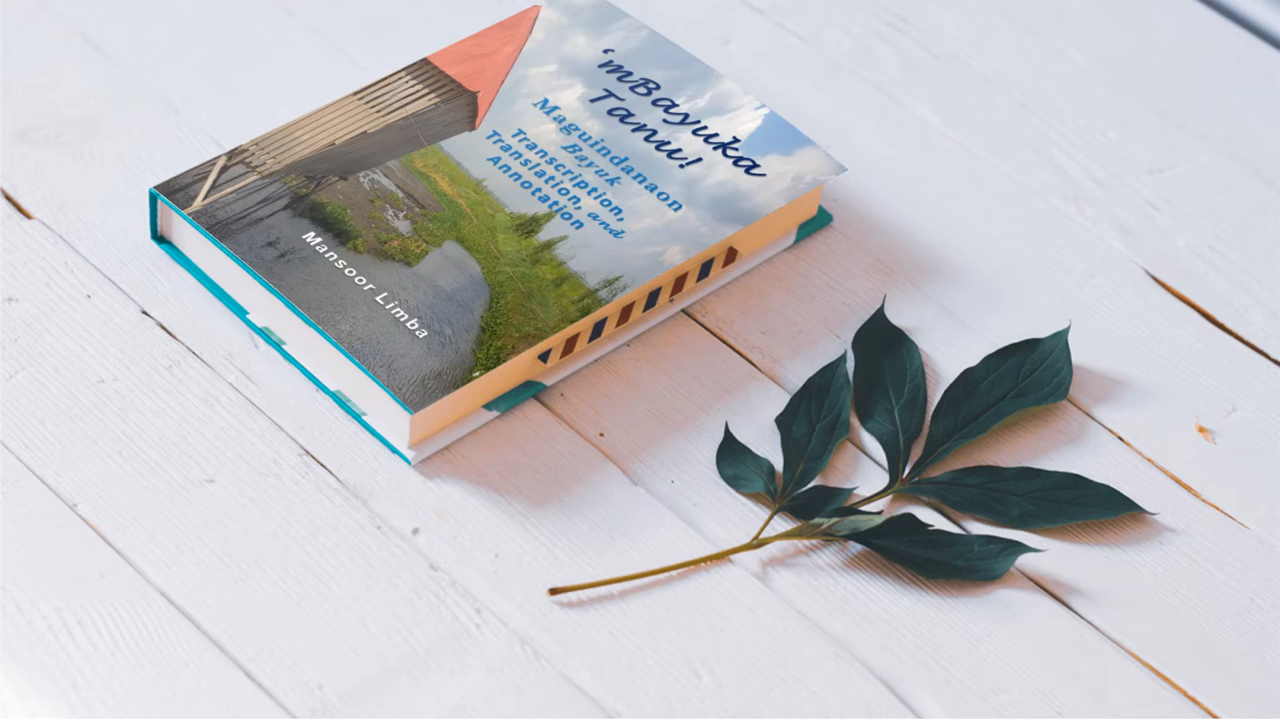 ‘mBayuka
Tanu!
Maguindanaon
Bayuk
Transcription,
Translation, and
Annotation
Mansoor Limba